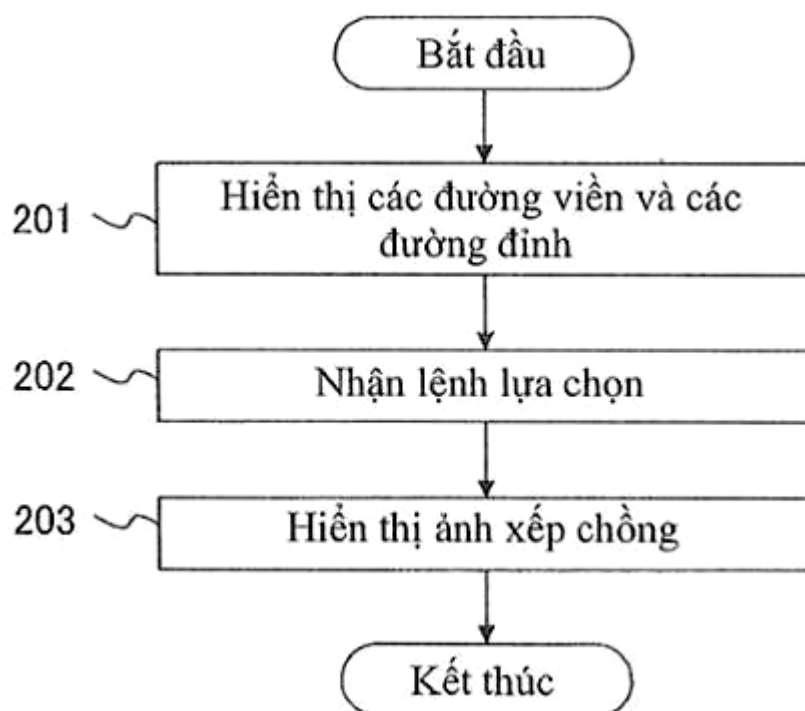 Bắt đầu
201
Hiển thị các đường viền và các
đường đỉnh
202
Nhận lệnh lựa chọn
203
Hiển thị ảnh xếp chồng
Kết thúc